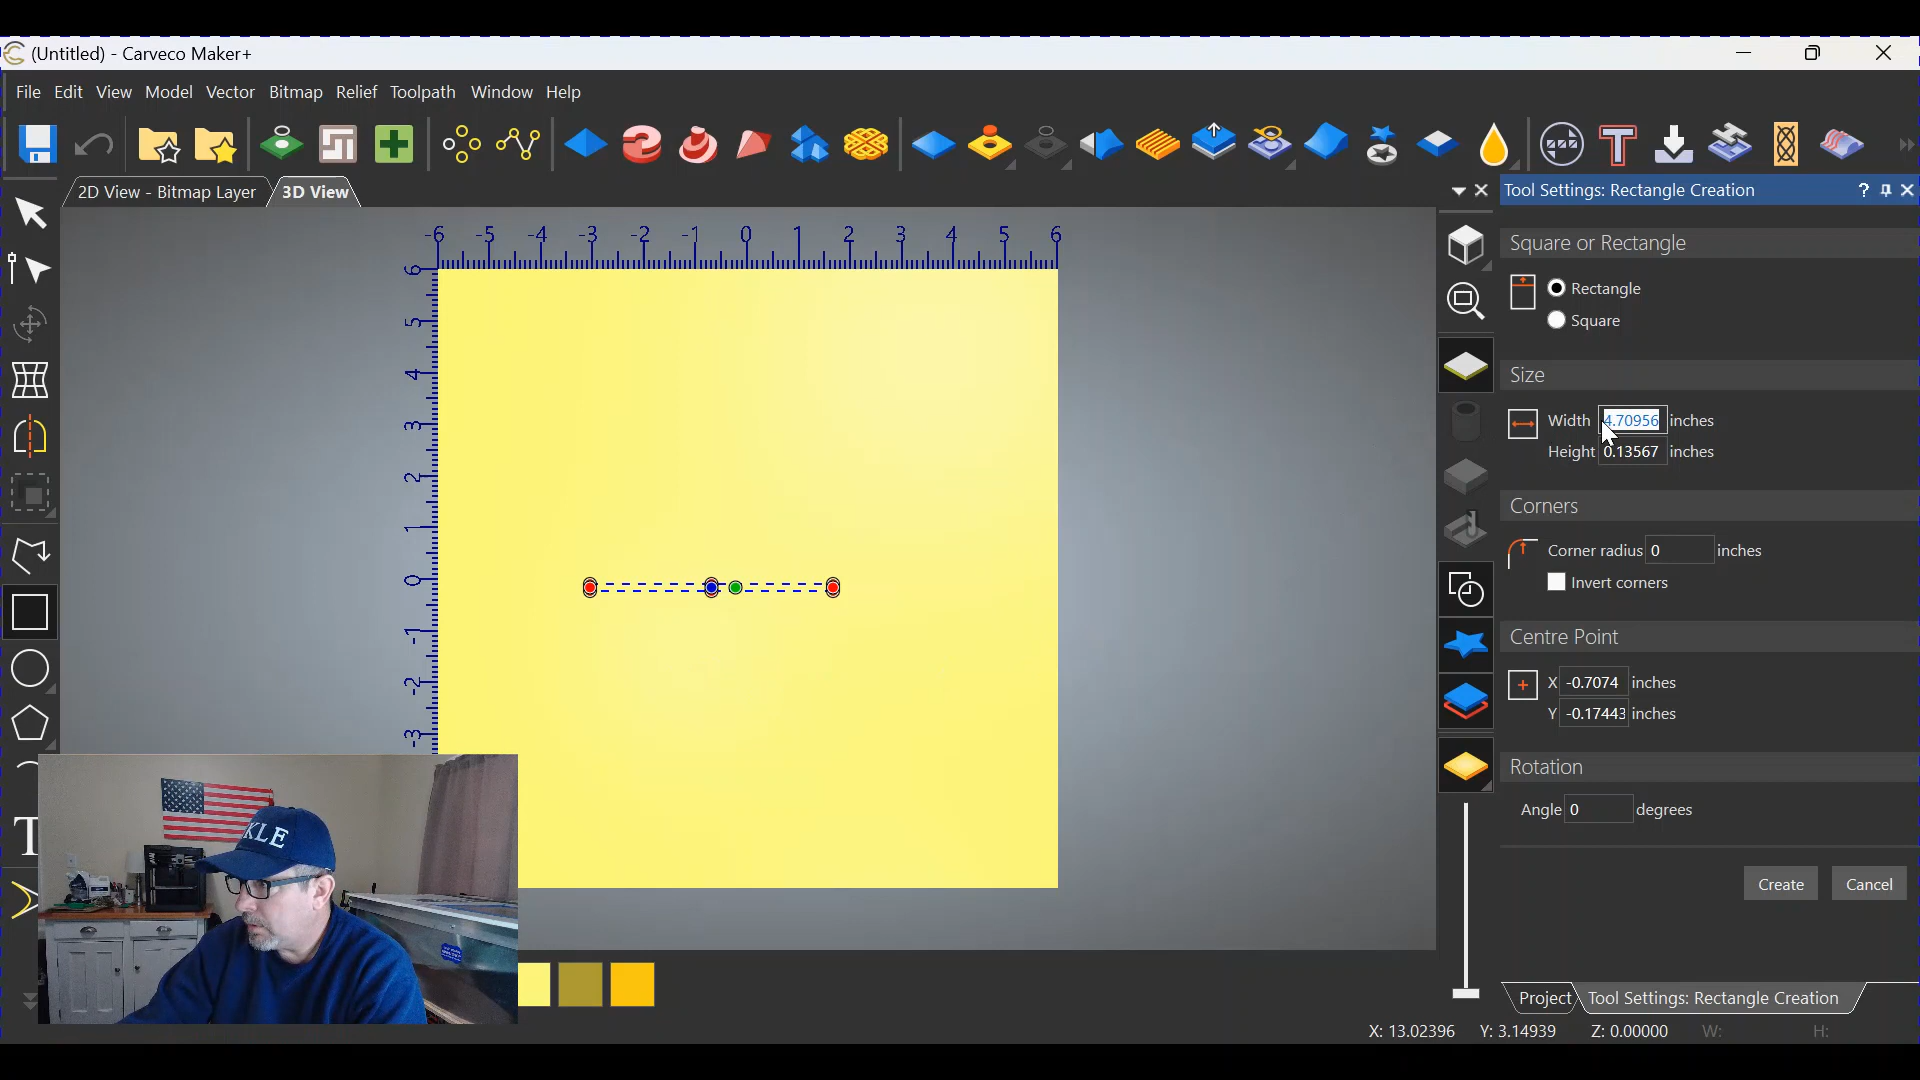 (Untitled) - Carveco Maker+
File Edit View Model Vector Bitmap Relief Toolpath Window Help
2D View - Bitmap Layer 3D View
Tool Settings: Rectangle Creation ?
-6 -5 -4 -3 -2 -1 0 1 2 3 4 5 6
6
5
4
3
2
1
0
-1
-2
-3
Square or Rectangle
Rectangle
Square
Size
Width 4.70956 inches
Height 0.13567 inches
Corners
Corner radius 0 inches
Invert corners
Centre Point
X -0.7074 inches
Y -0.17443 inches
Rotation
Angle 0 degrees
Create Cancel
T
KLE
Project Tool Settings: Rectangle Creation
X: 13.02396 Y: 3.14939 Z: 0.00000 W: H: